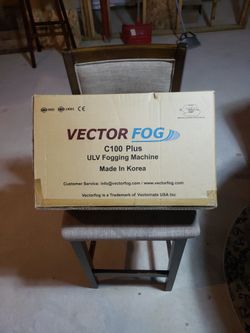 VECTOR FOG
C100 Plus
ULV Fogging Machine
Made In Korea
Customer Service: info@vectorfog.com / www.vectorfog.com
Vectorfog is a Trademark of Vectornate USA Inc